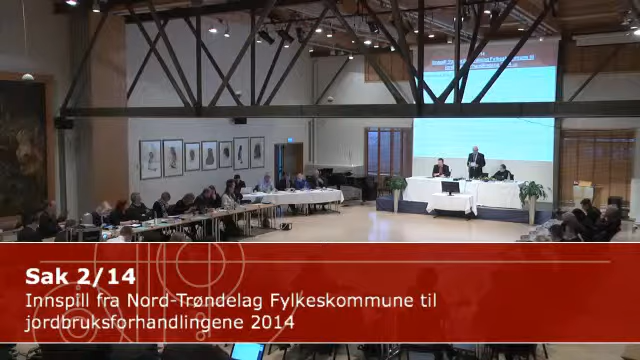 Sak 2/14
Innspill fra Nord-Trøndelag Fylkeskommune til
jordbruksforhandlingene 2014